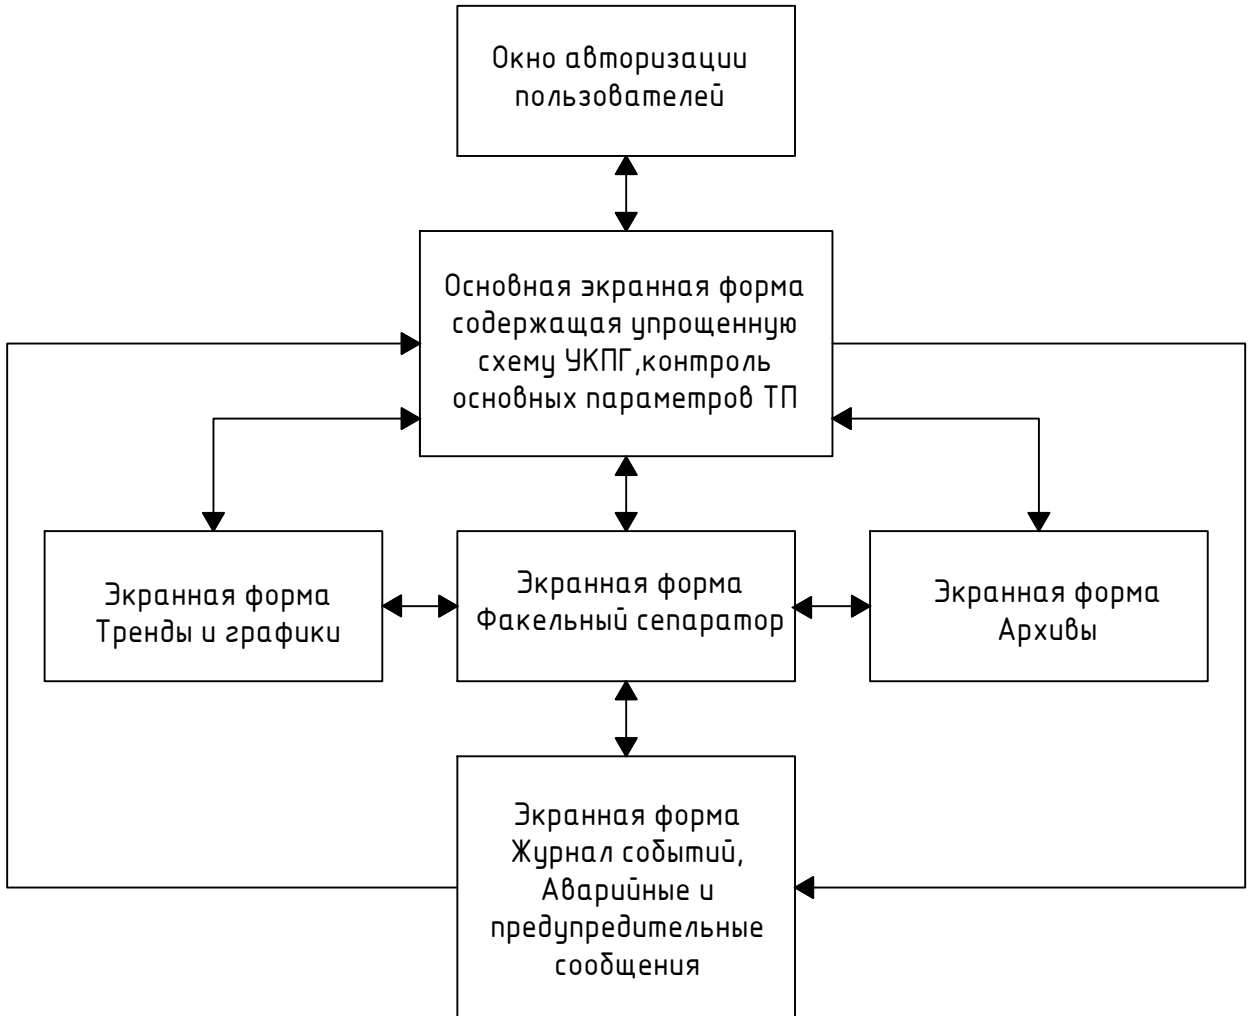 Окно авторизации
пользователей
Основная экранная форма
содержащая упрощенную
схему УКПГ,контроль
основных параметров ТП
Экранная форма
Тренды и графики
Экранная форма
Факельный сепаратор
Экранная форма
Архивы
Экранная форма
Журнал событий,
Аварийные и
предупредительные
сообщения